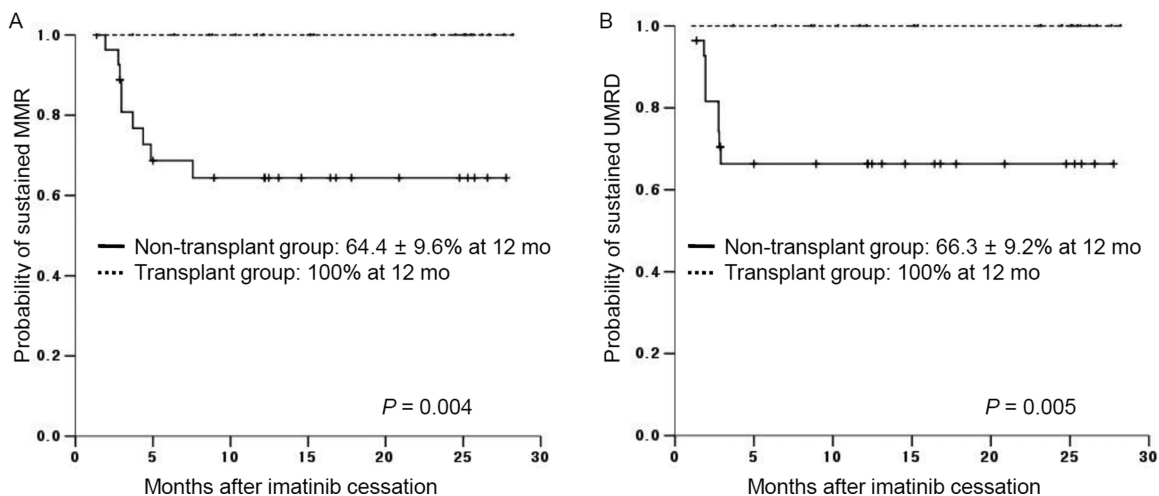 A
Probability of sustained MMR
1.0
0.8
0.6
0.4
0.2
0.0
Non-transplant group: 64.4 ± 9.6% at 12 mo
Transplant group: 100% at 12 mo
P = 0.004
0 5 10 15 20 25 30
Months after imatinib cessation
B
Probability of sustained UMRD
1.0
0.8
0.6
0.4
0.2
0.0
Non-transplant group: 66.3 ± 9.2% at 12 mo
Transplant group: 100% at 12 mo
P = 0.005
0 5 10 15 20 25 30
Months after imatinib cessation